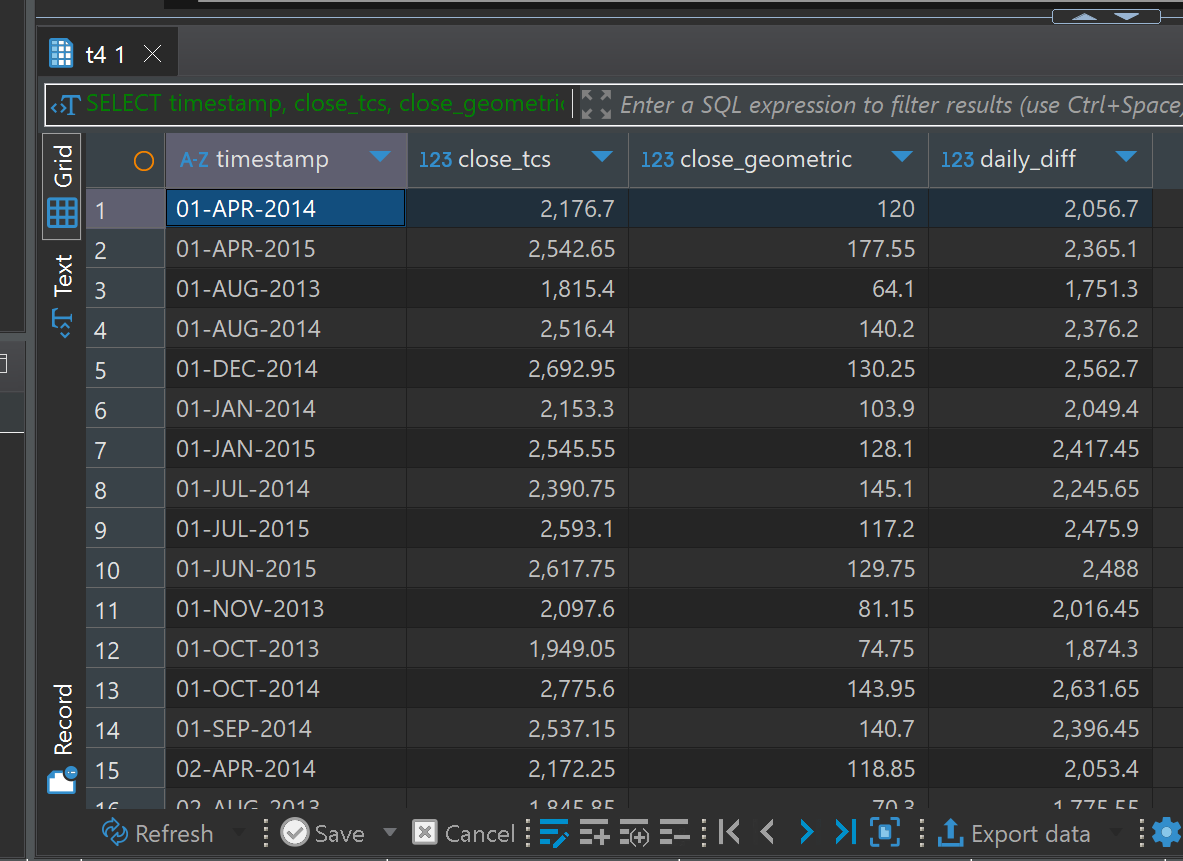 t4 1
SELECT timestamp, close_tcs, close_geometric Enter a SQL expression to filter results (use Ctrl+Space)
Grid
Text
Record
A-Z timestamp 123 close_tcs 123 close_geometric 123 daily_diff
1 01-APR-2014 2,176.7 120 2,056.7
2 01-APR-2015 2,542.65 177.55 2,365.1
3 01-AUG-2013 1,815.4 64.1 1,751.3
4 01-AUG-2014 2,516.4 140.2 2,376.2
5 01-DEC-2014 2,692.95 130.25 2,562.7
6 01-JAN-2014 2,153.3 103.9 2,049.4
7 01-JAN-2015 2,545.55 128.1 2,417.45
8 01-JUL-2014 2,390.75 145.1 2,245.65
9 01-JUL-2015 2,593.1 117.2 2,475.9
10 01-JUN-2015 2,617.75 129.75 2,488
11 01-NOV-2013 2,097.6 81.15 2,016.45
12 01-OCT-2013 1,949.05 74.75 1,874.3
13 01-OCT-2014 2,775.6 143.95 2,631.65
14 01-SEP-2014 2,537.15 140.7 2,396.45
15 02-APR-2014 2,172.25 118.85 2,053.4
16 02-AUG-2013 1,845.85 70.3 1,775.55
Refresh Save Cancel Export data